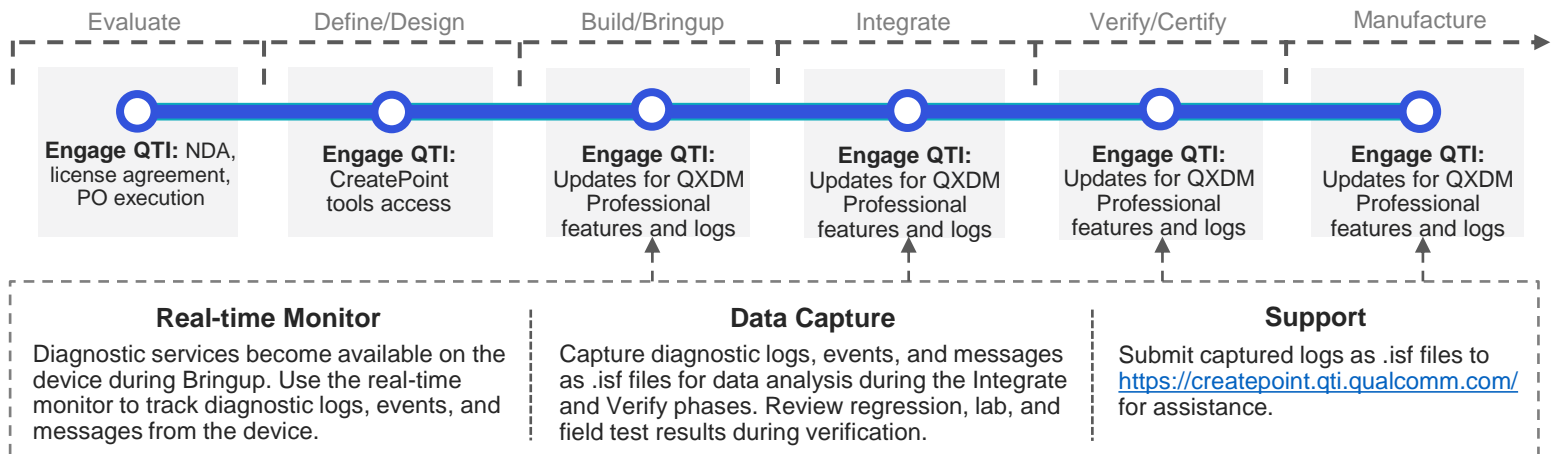 Evaluate
Define/Design
Build/Bringup
Integrate
Verify/Certify
Manufacture
Engage QTI: NDA,
license agreement,
PO execution
Engage QTI:
CreatePoint
tools access
Engage QTI:
Updates for QXDM
Professional
features and logs
Engage QTI:
Updates for QXDM
Professional
features and logs
Engage QTI:
Updates for QXDM
Professional
features and logs
Engage QTI:
Updates for QXDM
Professional
features and logs
Real-time Monitor
Diagnostic services become available on the
device during Bringup. Use the real-time
monitor to track diagnostic logs, events, and
messages from the device.
Data Capture
Capture diagnostic logs, events, and messages
as .isf files for data analysis during the Integrate
and Verify phases. Review regression, lab, and
field test results during verification.
Support
Submit captured logs as .isf files to
https://createpoint.qti.qualcomm.com/
for assistance.